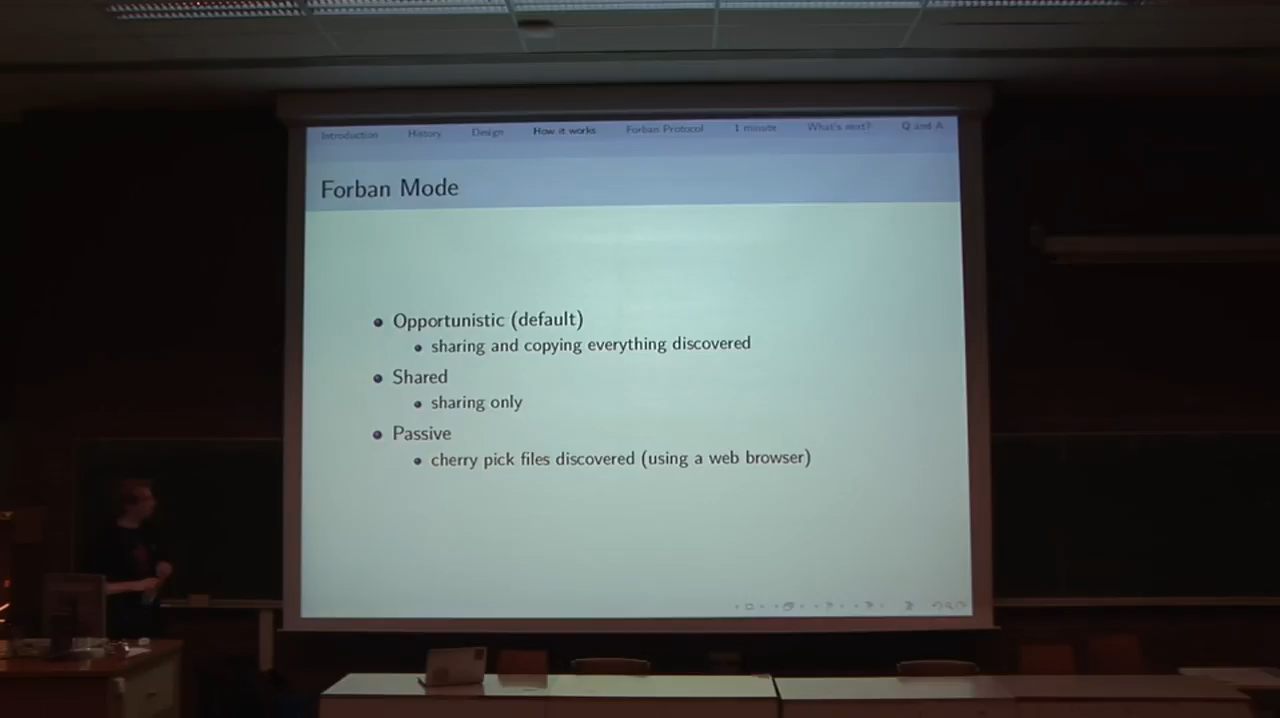 Introduction History Design How it works Forban Protocol 1 minute What's next? Q and A
Forban Mode
Opportunistic (default)
sharing and copying everything discovered
Shared
sharing only
Passive
cherry pick files discovered (using a web browser)